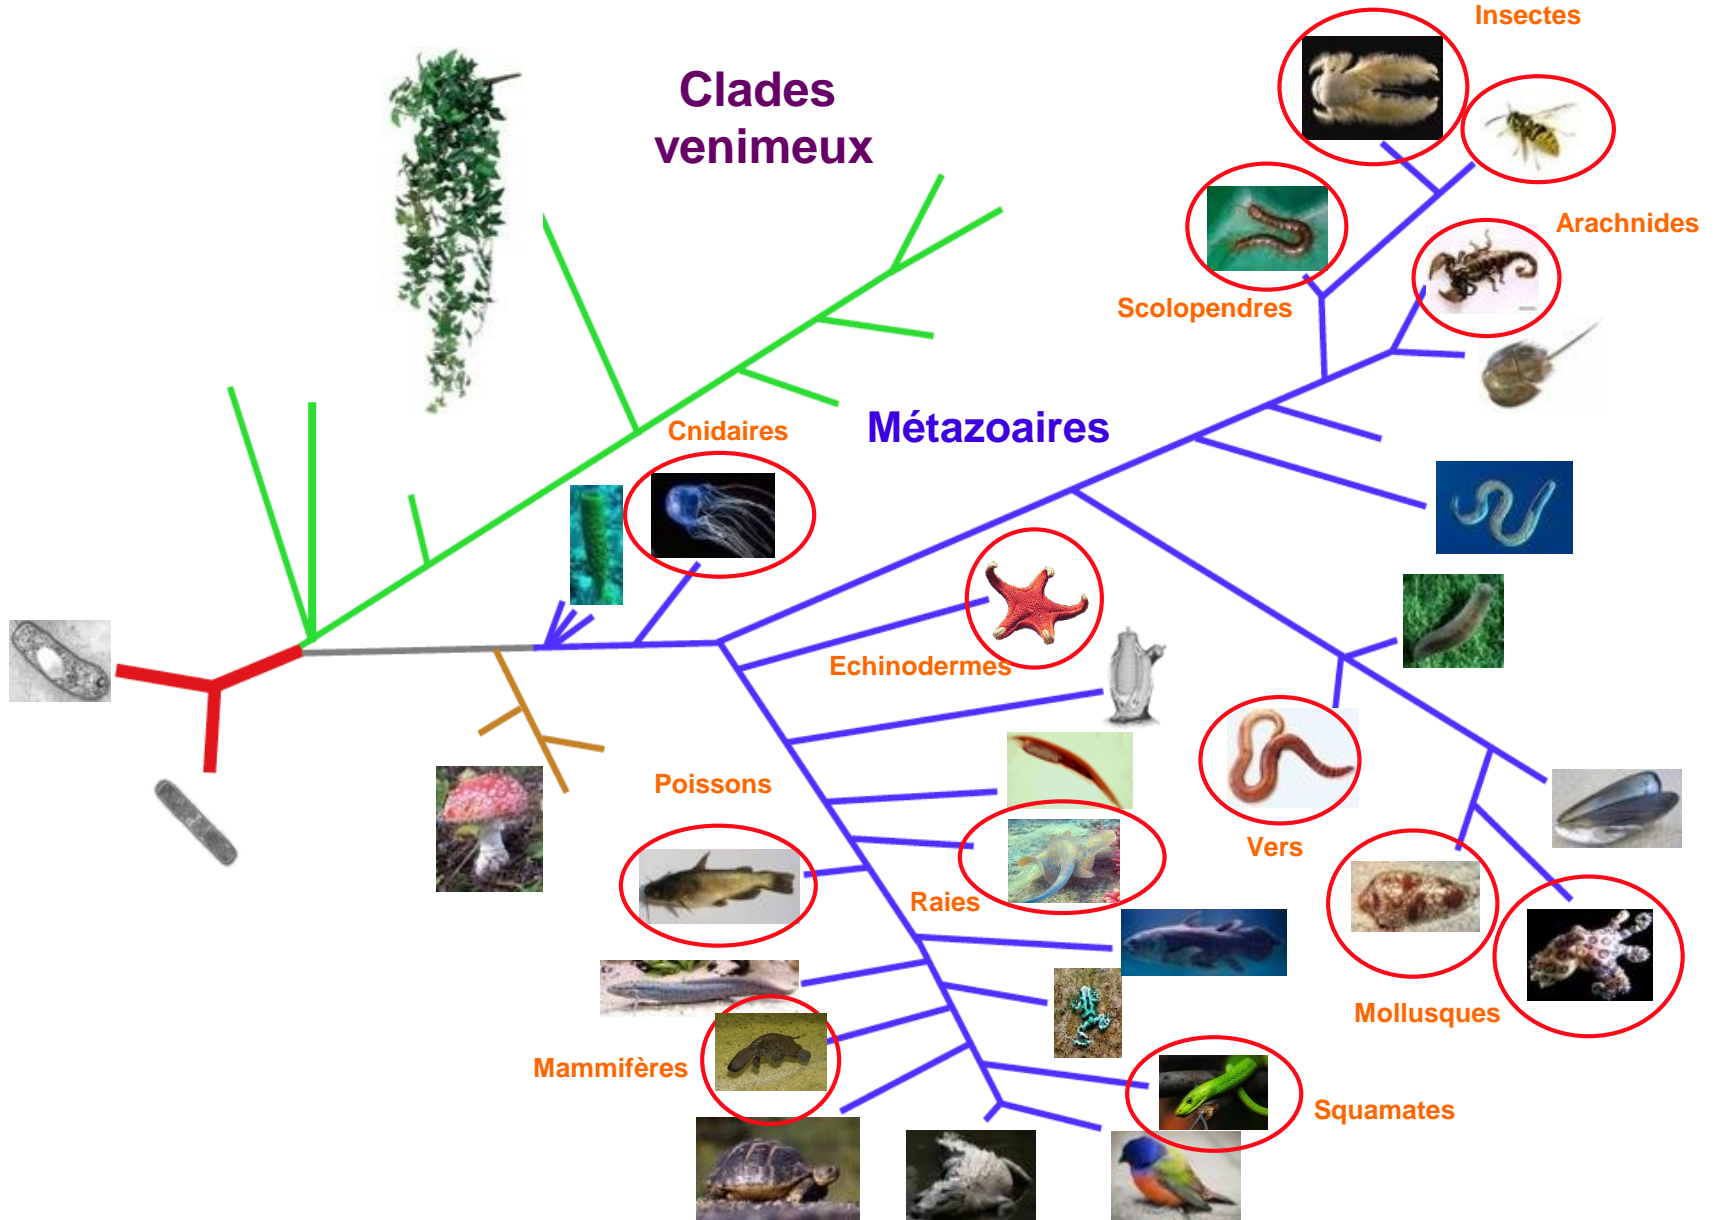 Insectes
Clades
venimeux
Arachnides
Scolopendres
Métazoaires
Cnidaires
Echinodermes
Poissons
Vers
Raies
Mollusques
Mammifères
Squamates